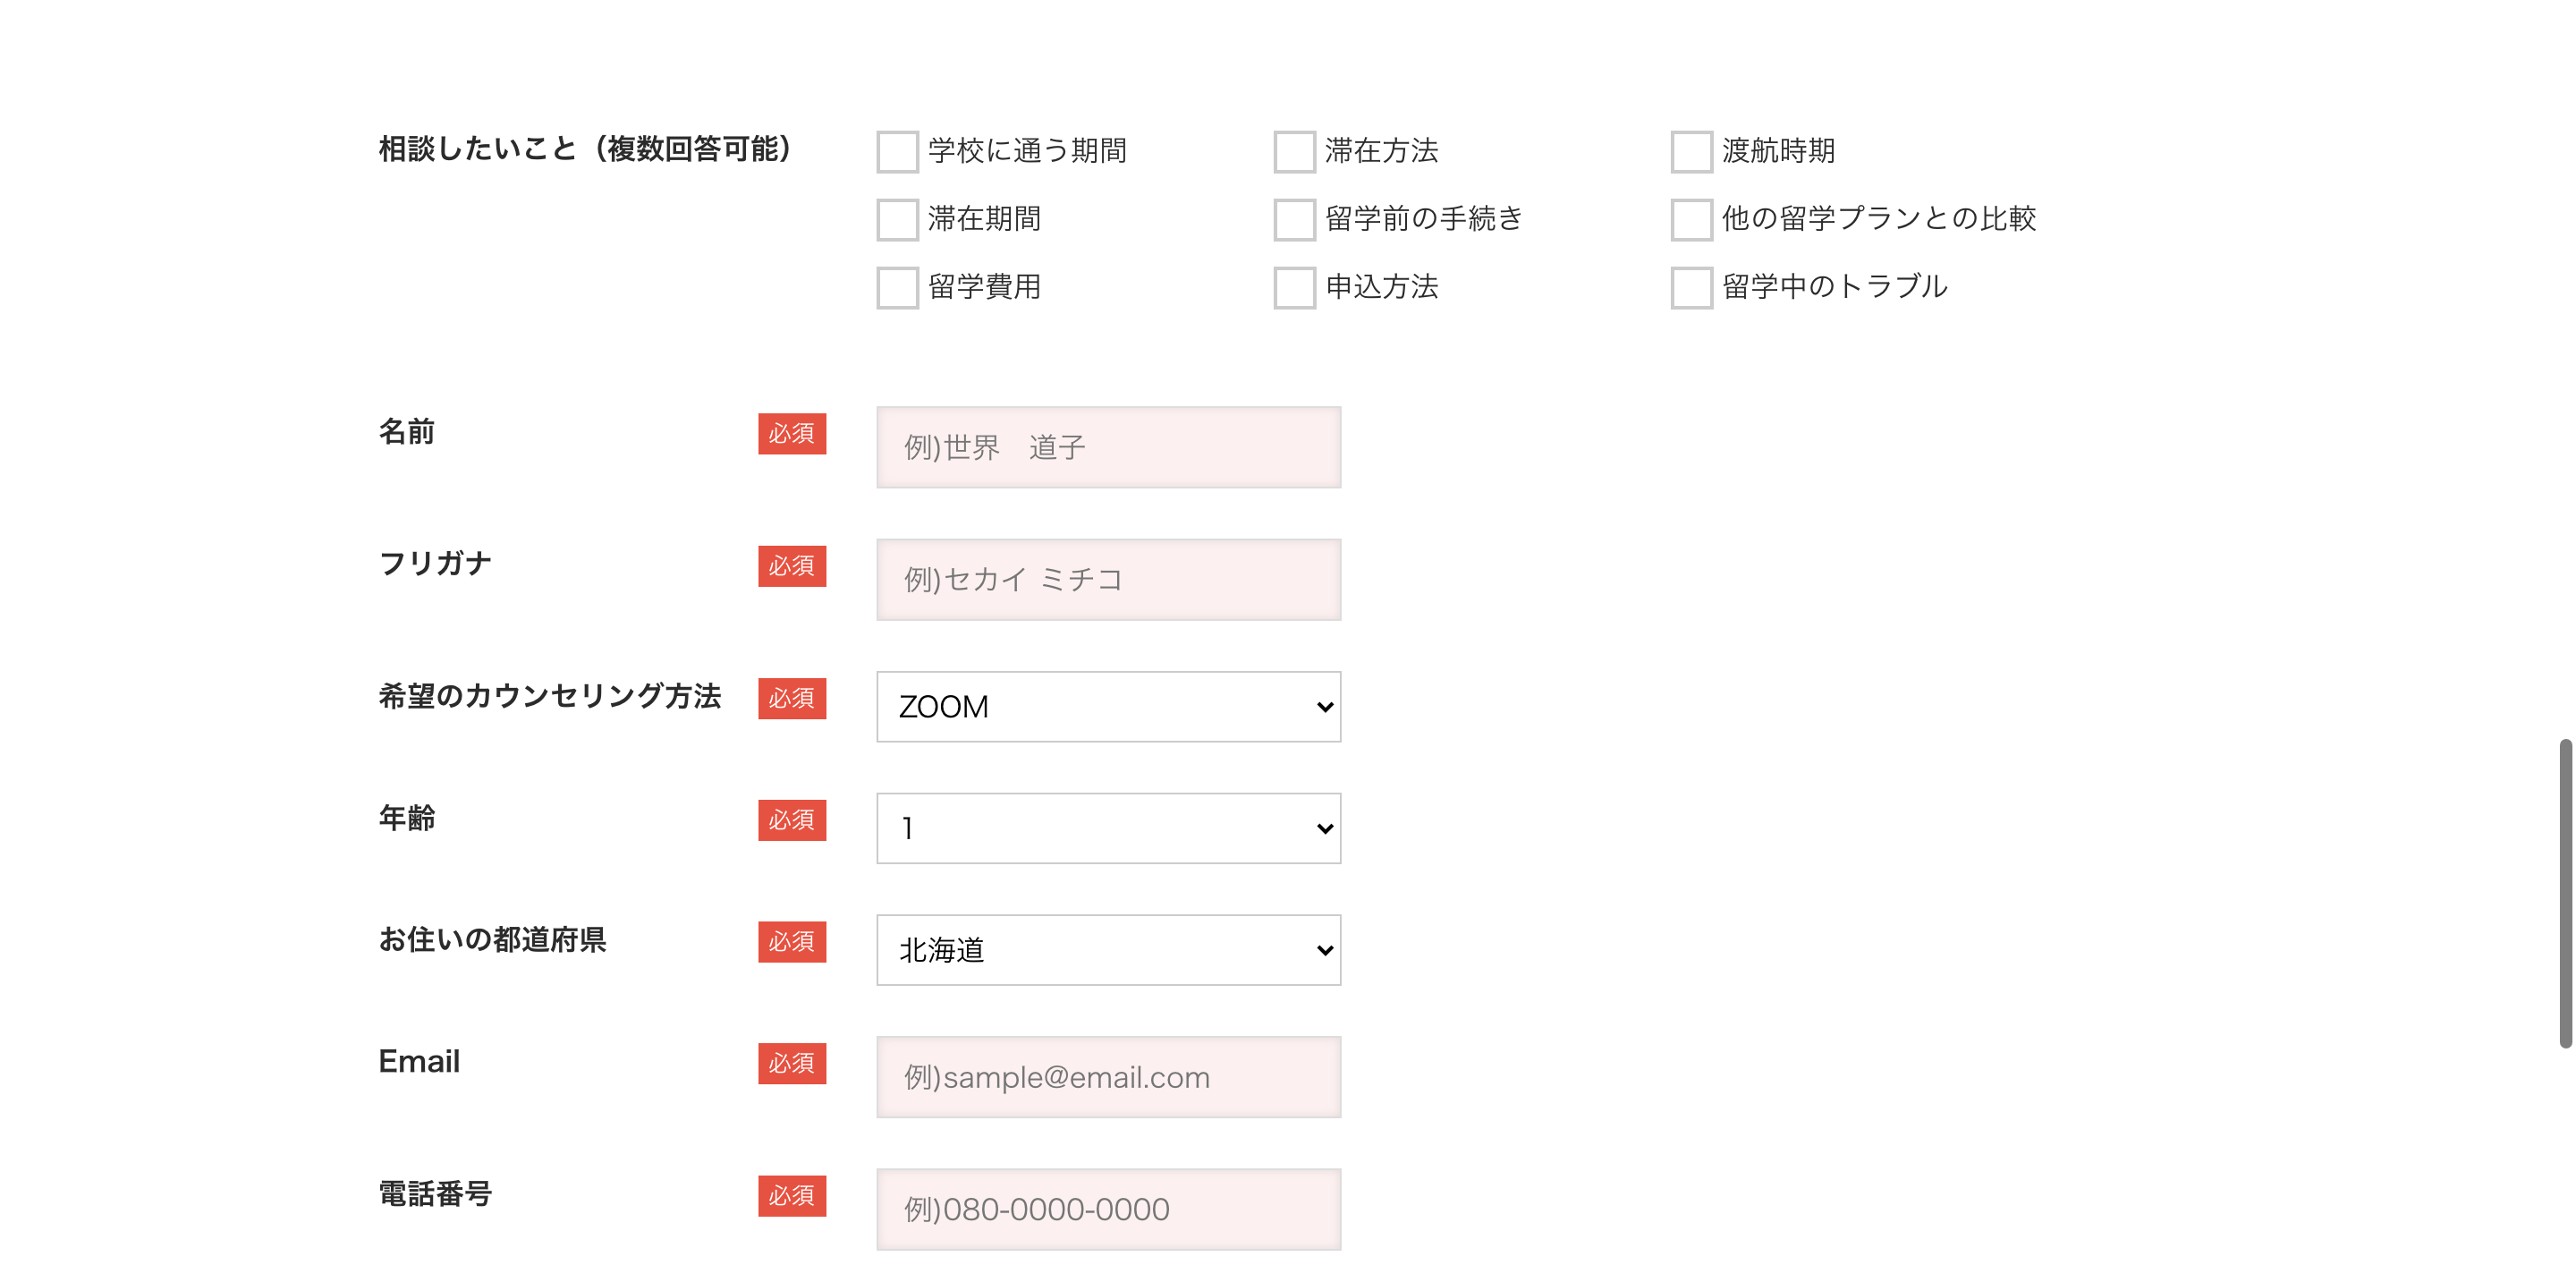 相談したいこと（複数回答可能）
学校に通う期間 滞在方法 渡航時期
滞在期間 留学前の手続き 他の留学プランとの比較
留学費用 申込方法 留学中のトラブル
名前 必須 例)世界　道子
フリガナ 必須 例)セカイ ミチコ
希望のカウンセリング方法 必須 ZOOM
年齢 必須 1
お住いの都道府県 必須 北海道
Email 必須 例)sample@email.com
電話番号 必須 例)080-0000-0000